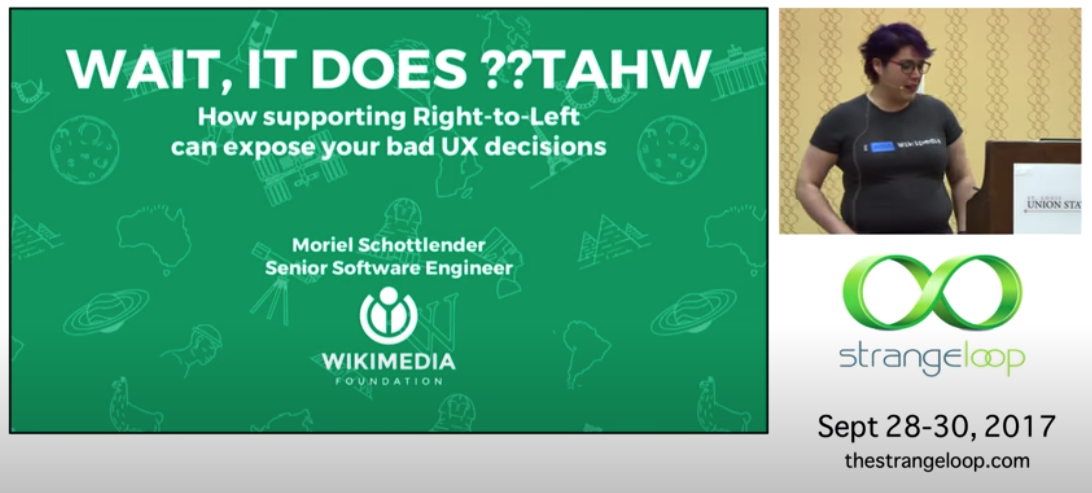 WAIT, IT DOES ??TAHW
How supporting Right-to-Left
can expose your bad UX decisions
Moriel Schottlender
Senior Software Engineer
WIKIMEDIA
FOUNDATION
Wikipedia
UNION STA
strangeloop
Sept 28-30, 2017
thestrangeloop.com